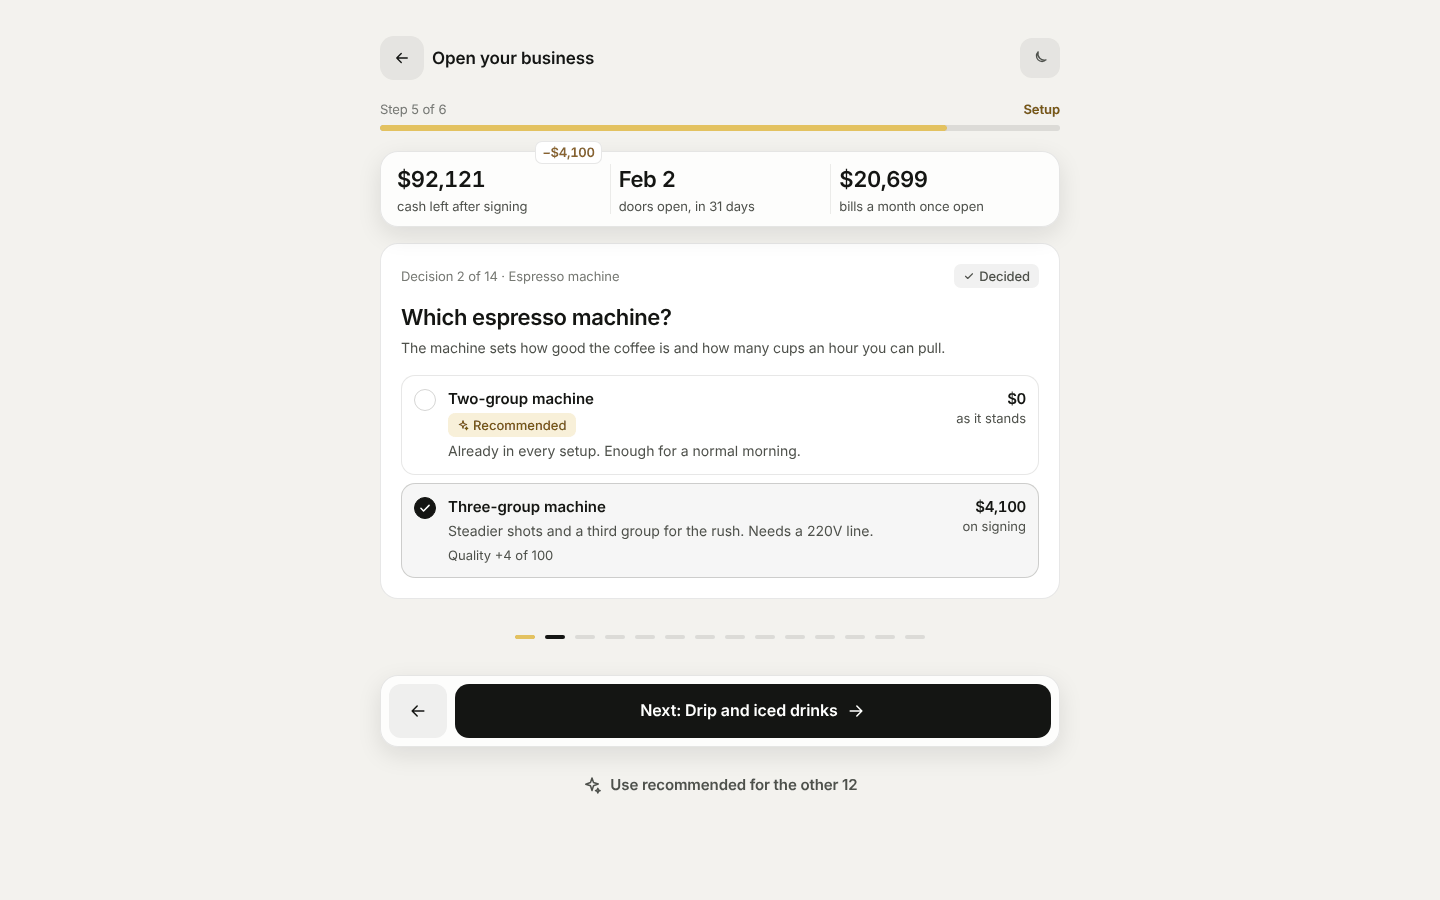 Open your business
Step 5 of 6
Setup
−$4,100
$92,121
cash left after signing
Feb 2
doors open, in 31 days
$20,699
bills a month once open
Decision 2 of 14 · Espresso machine
Decided
Which espresso machine?
The machine sets how good the coffee is and how many cups an hour you can pull.
Two-group machine
$0
Recommended
as it stands
Already in every setup. Enough for a normal morning.
Three-group machine
$4,100
Steadier shots and a third group for the rush. Needs a 220V line.
on signing
Quality +4 of 100
Next: Drip and iced drinks
Use recommended for the other 12